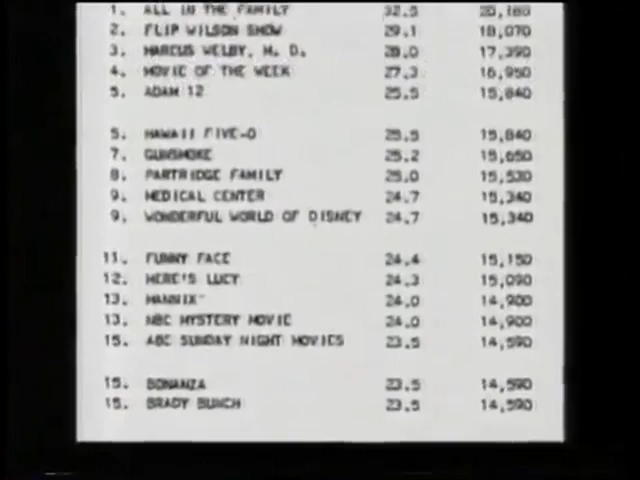 1. ALL IN THE FAMILY 32.5 20,180
2. FLIP WILSON SHOW 29.1 18,070
3. MARCUS WELBY, M. D. 28.0 17,390
4. MOVIE OF THE WEEK 27.3 16,950
5. ADAM 12 25.5 15,840
5. HAWAII FIVE-O 25.5 15,840
7. GUNSMOKE 25.2 15,650
8. PARTRIDGE FAMILY 25.0 15,530
9. MEDICAL CENTER 24.7 15,340
9. WONDERFUL WORLD OF DISNEY 24.7 15,340
11. FUNNY FACE 24.4 15,150
12. HERE'S LUCY 24.3 15,090
13. MANNIX 24.0 14,900
13. NBC MYSTERY MOVIE 24.0 14,900
15. ABC SUNDAY NIGHT MOVIES 23.5 14,590
15. BONANZA 23.5 14,590
15. BRADY BUNCH 23.5 14,590